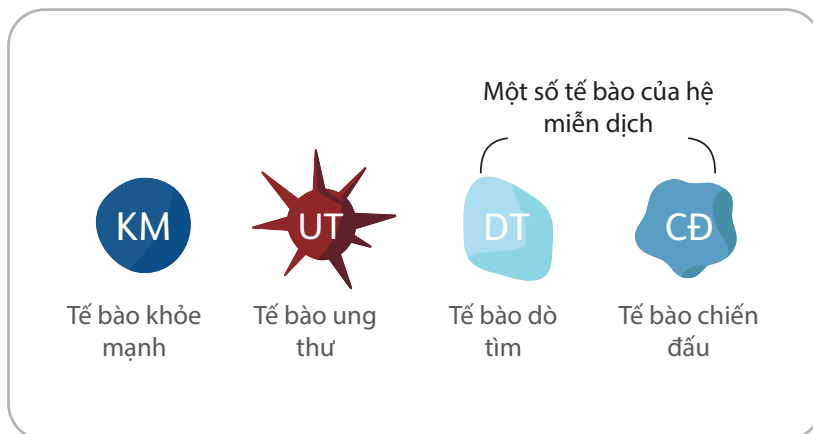 Một số tế bào của hệ
miễn dịch
KM
UT
DT
CĐ
Tế bào khỏe
mạnh
Tế bào ung
thư
Tế bào dò
tìm
Tế bào chiến
đấu